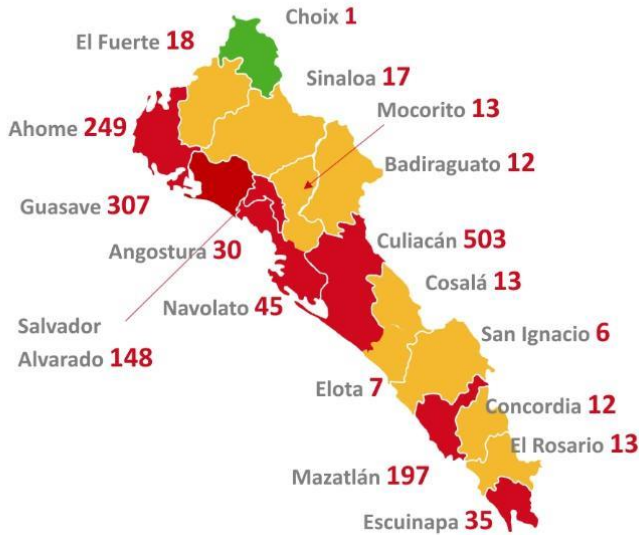 Choix 1
El Fuerte 18
Sinaloa 17
Mocorito 13
Ahome 249
Badiraguato 12
Guasave 307
Culiacán 503
Angostura 30
Cosalá 13
Navolato 45
Salvador
Alvarado 148
San Ignacio 6
Elota 7
Concordia 12
El Rosario 13
Mazatlán 197
Escuinapa 35